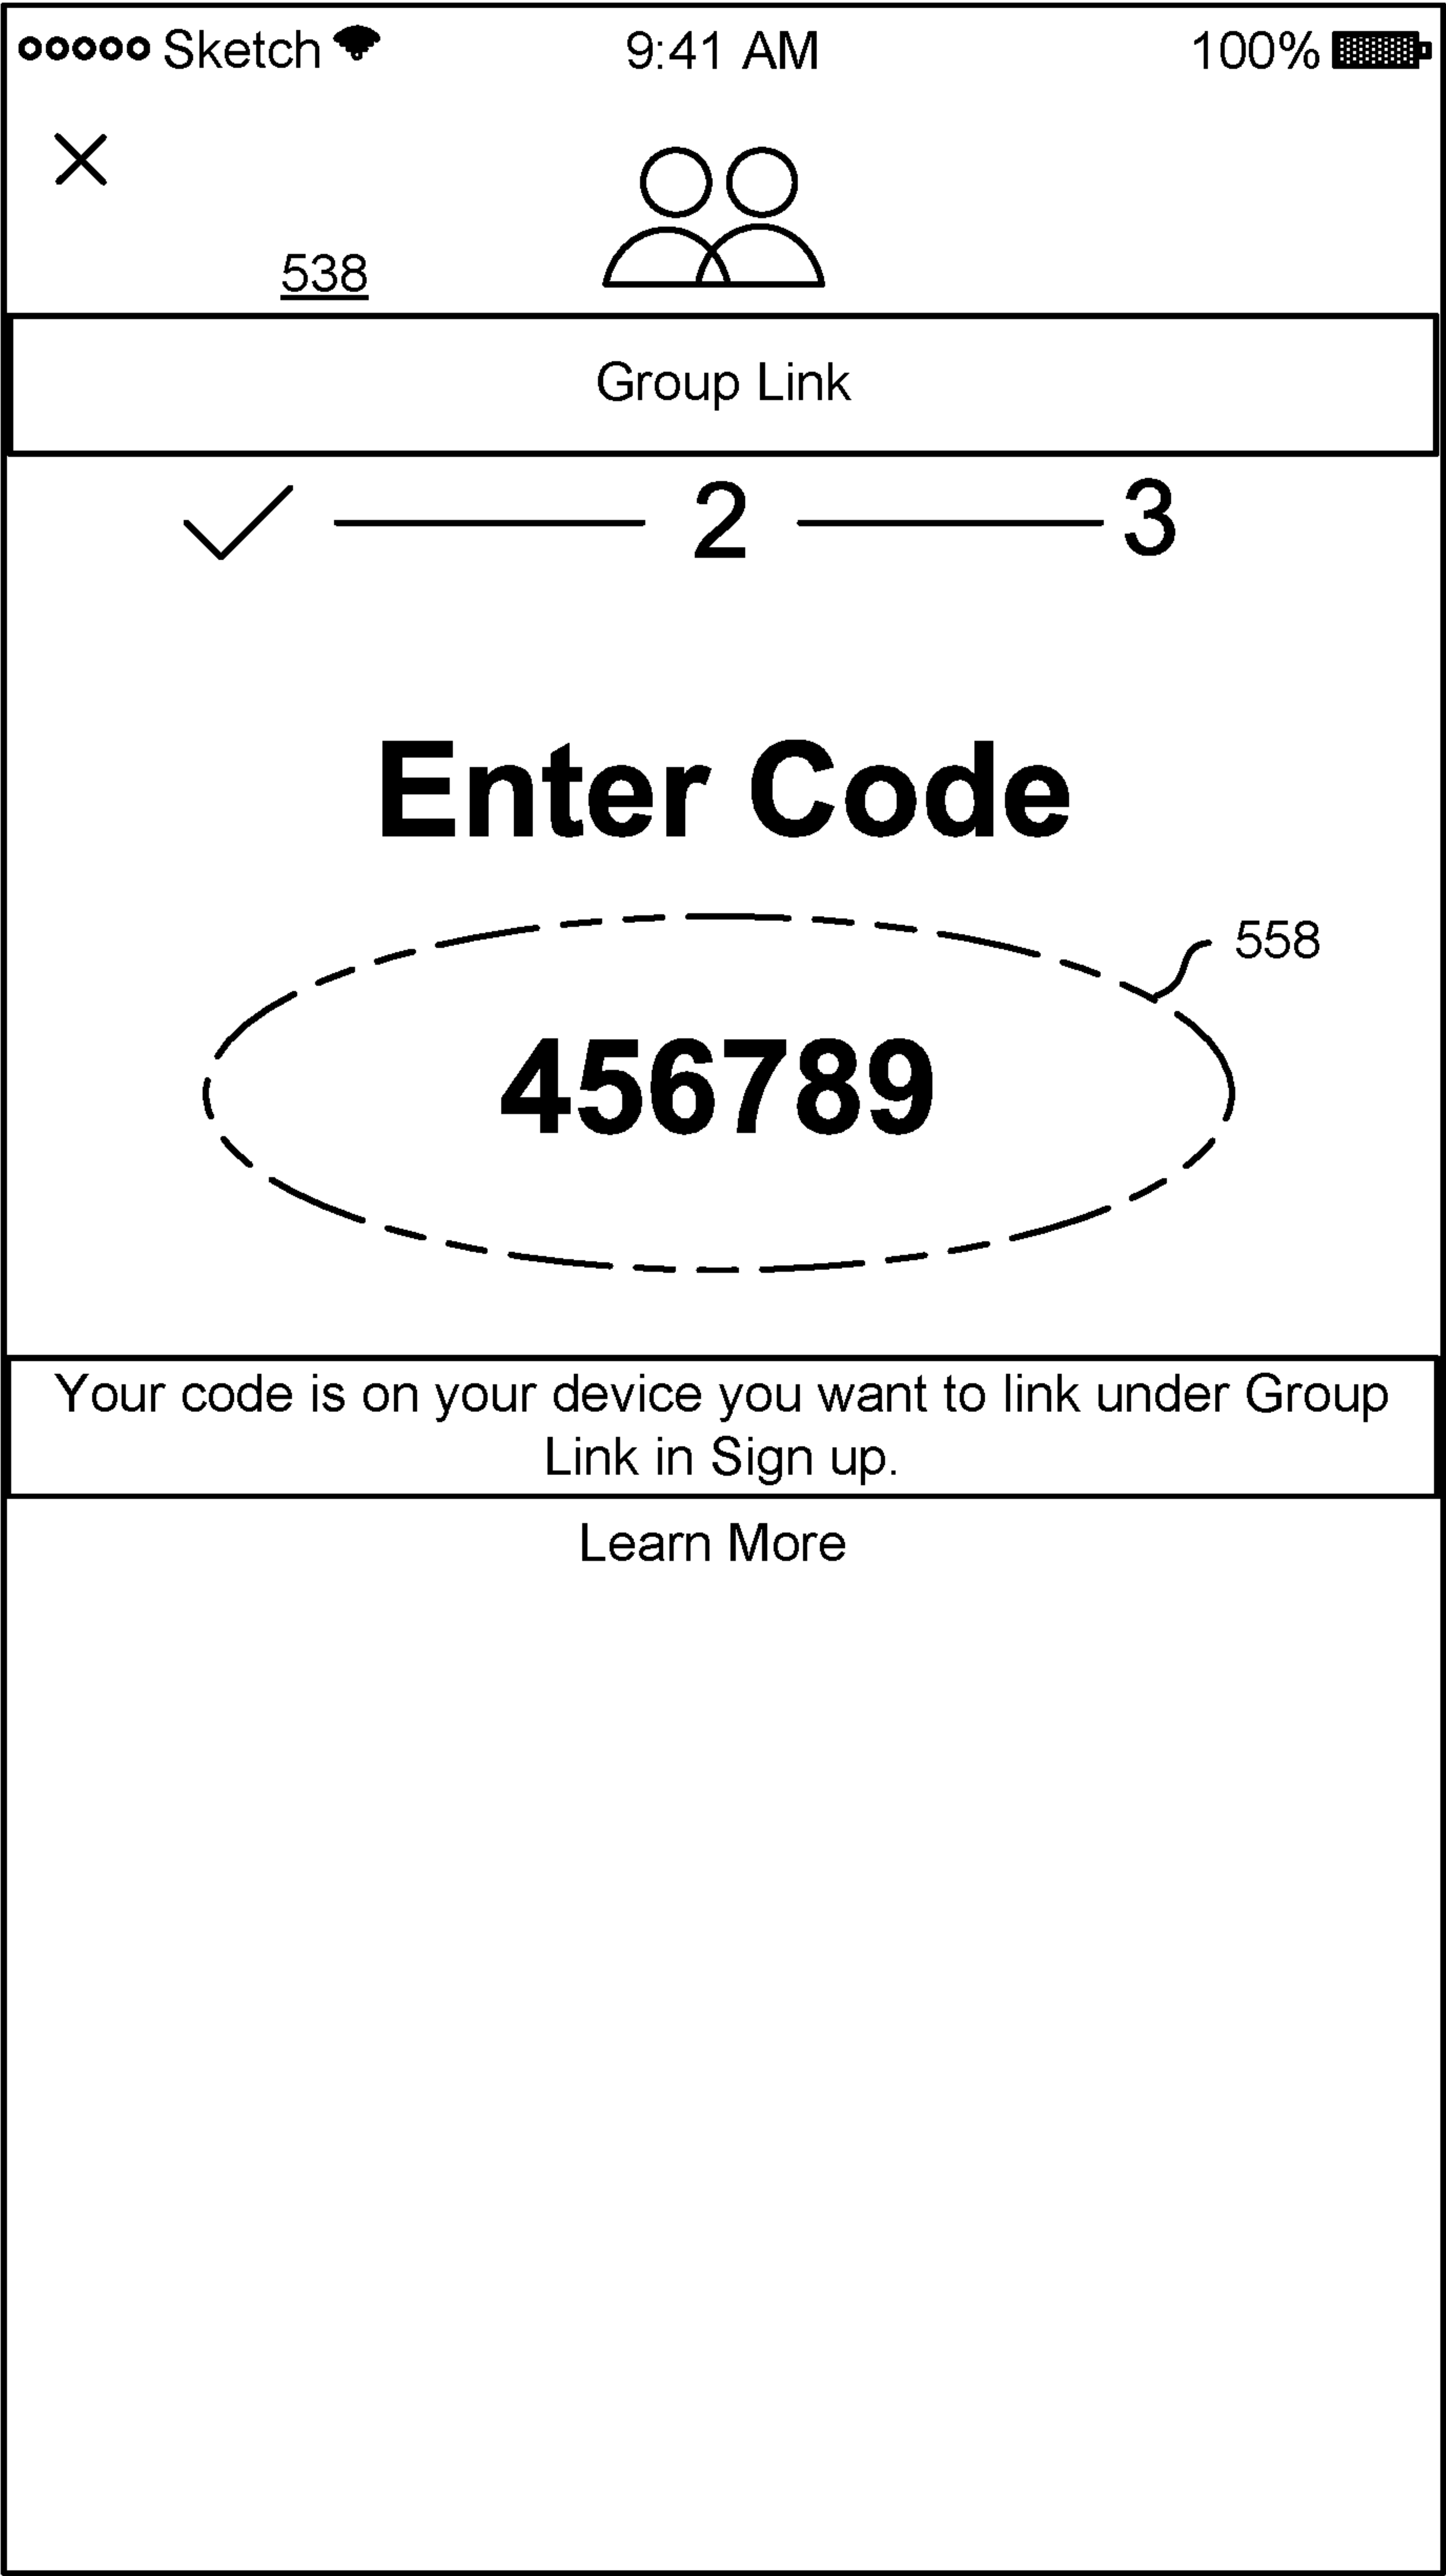 Sketch 9:41 AM 100%
538
Group Link
2 3
Enter Code
558
456789
Your code is on your device you want to link under Group
Link in Sign up.
Learn More